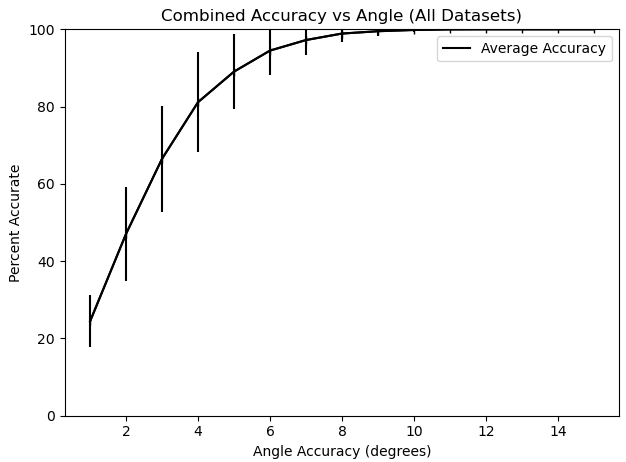 Combined Accuracy vs Angle (All Datasets)
Average Accuracy
Percent Accurate
100
80
60
40
20
0
2 4 6 8 10 12 14
Angle Accuracy (degrees)